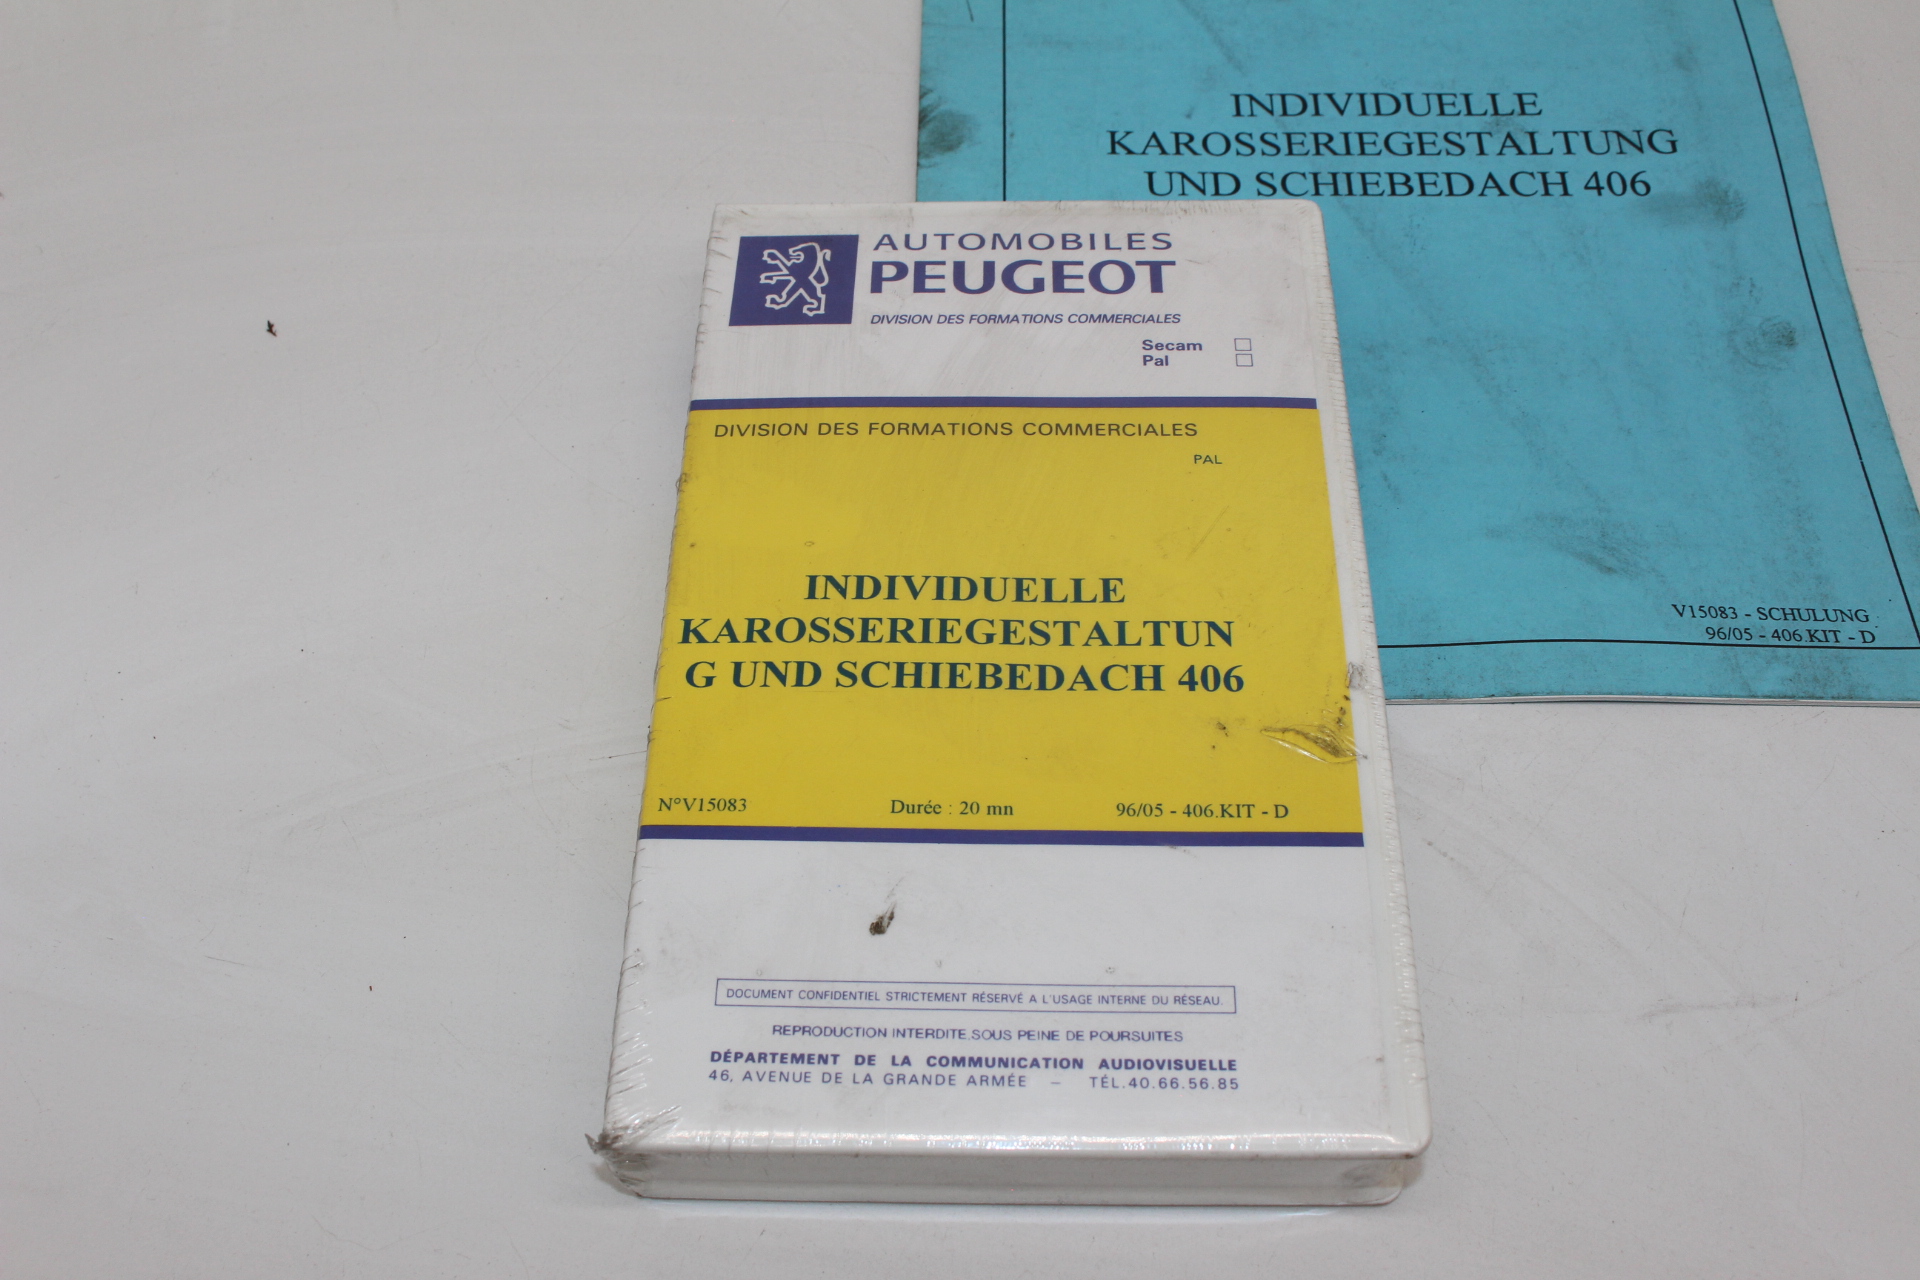 INDIVIDUELLE
KAROSSERIEGESTALTUNG
UND SCHIEBEDACH 406
V15083 - SCHULUNG
96/05 - 406.KIT - D
AUTOMOBILES
PEUGEOT
DIVISION DES FORMATIONS COMMERCIALES
Secam
Pal
DIVISION DES FORMATIONS COMMERCIALES
PAL
INDIVIDUELLE
KAROSSERIEGESTALTUN
G UND SCHIEBEDACH 406
N°V15083 Durée : 20 mn 96/05 - 406.KIT - D
DOCUMENT CONFIDENTIEL STRICTEMENT RÉSERVÉ A L'USAGE INTERNE DU RÉSEAU.
REPRODUCTION INTERDITE SOUS PEINE DE POURSUITES
DÉPARTEMENT DE LA COMMUNICATION AUDIOVISUELLE
46, AVENUE DE LA GRANDE ARMÉE – TÉL.40.66.56.85